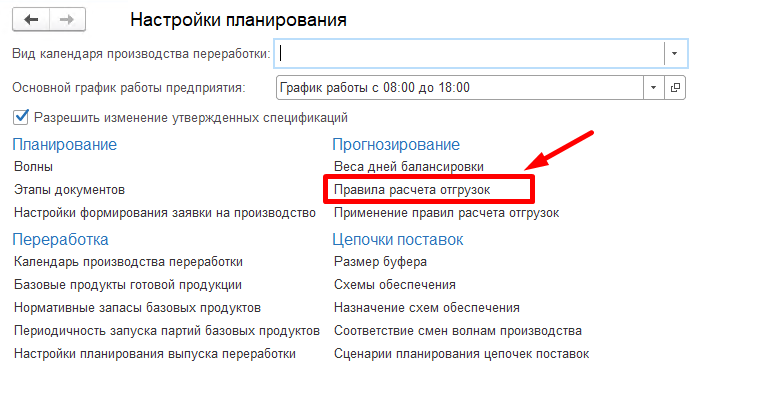 Настройки планирования
Вид календаря производства переработки:
Основной график работы предприятия: График работы с 08:00 до 18:00
Разрешить изменение утвержденных спецификаций
Планирование
Волны
Этапы документов
Настройки формирования заявки на производство
Прогнозирование
Веса дней балансировки
Правила расчета отгрузок
Применение правил расчета отгрузок
Переработка
Календарь производства переработки
Базовые продукты готовой продукции
Нормативные запасы базовых продуктов
Периодичность запуска партий базовых продуктов
Настройки планирования выпуска переработки
Цепочки поставок
Размер буфера
Схемы обеспечения
Назначение схем обеспечения
Соответствие смен волнам производства
Сценарии планирования цепочек поставок